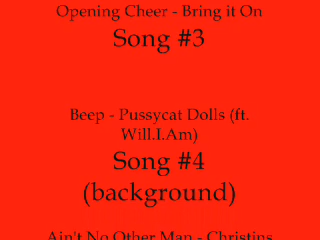 Opening Cheer - Bring it On
Song #3
Beep - Pussycat Dolls (ft.
Will.I.Am)
Song #4
(background)
Ain't No Other Man - Christina